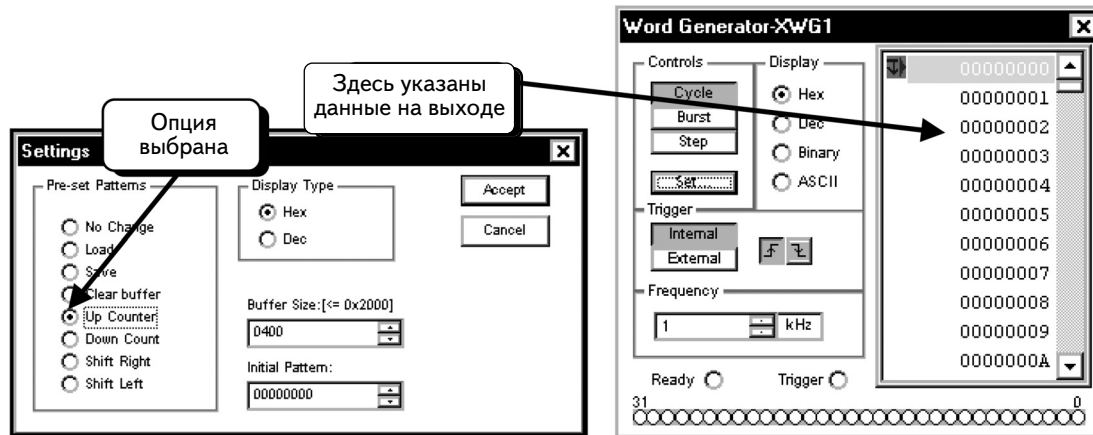 Опция
выбрана
Здесь указаны
данные на выходе
Settings
Pre-set Patterns
No Change
Load
Save
Clear buffer
Up Counter
Down Count
Shift Right
Shift Left
Display Type
Hex
Dec
Accept
Cancel
Buffer Size:[<= 0x2000]
0400
Initial Pattern:
00000000
Word Generator-XWG1
Controls
Cycle
Burst
Step
Set...
Display
Hex
Dec
Binary
ASCII
Trigger
Internal
External
Frequency
1 kHz
Ready
Trigger
31 0
00000000
00000001
00000002
00000003
00000004
00000005
00000006
00000007
00000008
00000009
0000000A